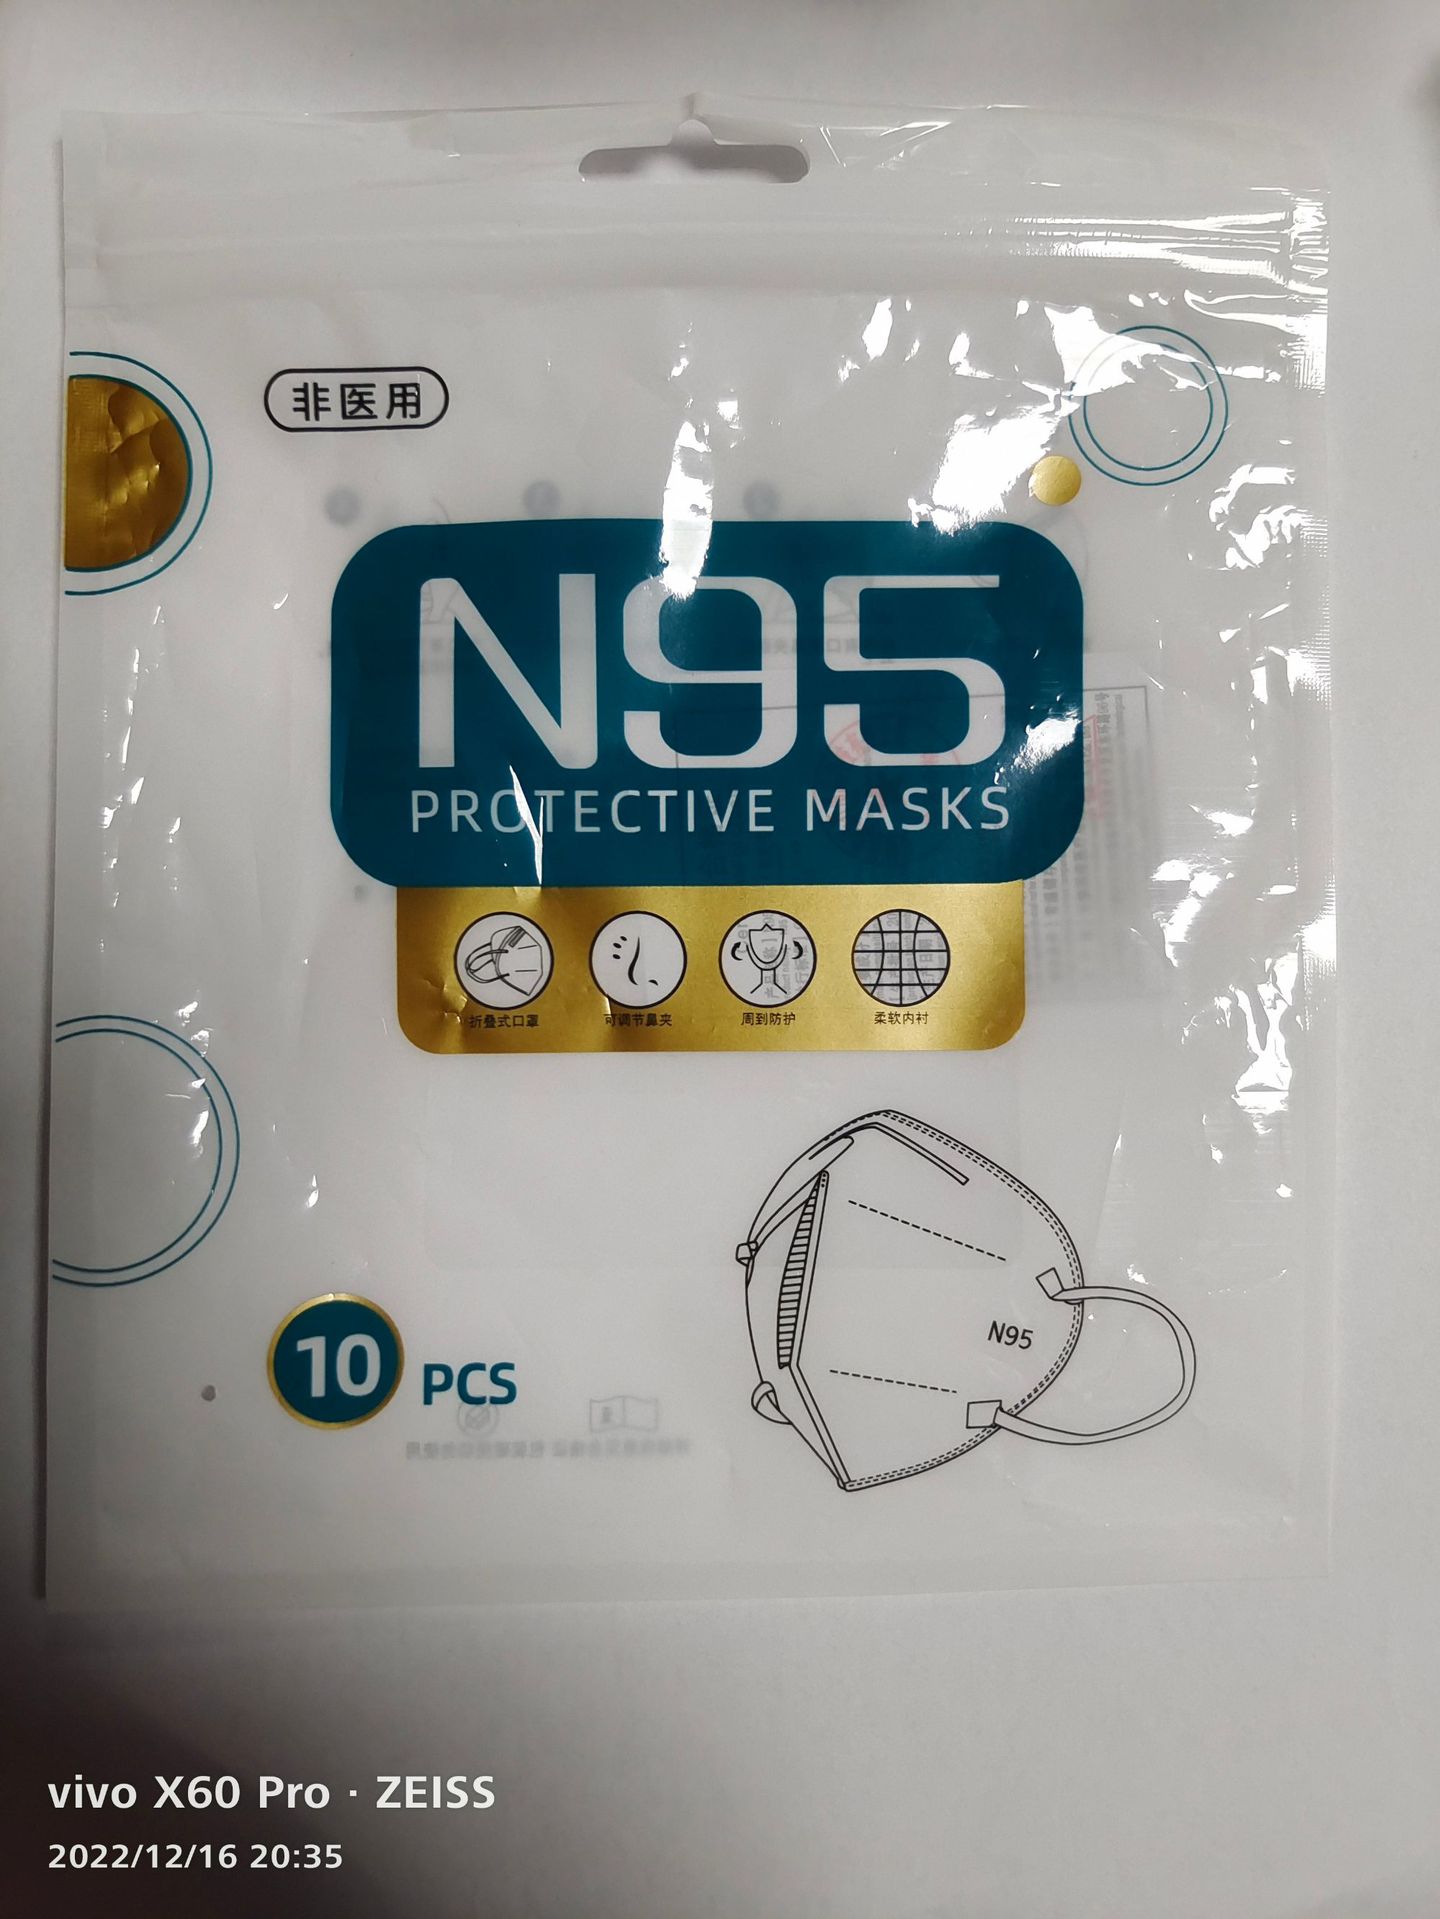 非医用
N95
PROTECTIVE MASKS
折叠式口罩 可调节鼻夹 周到防护 柔软内衬
N95
10 PCS
vivo X60 Pro · ZEISS
2022/12/16 20:35